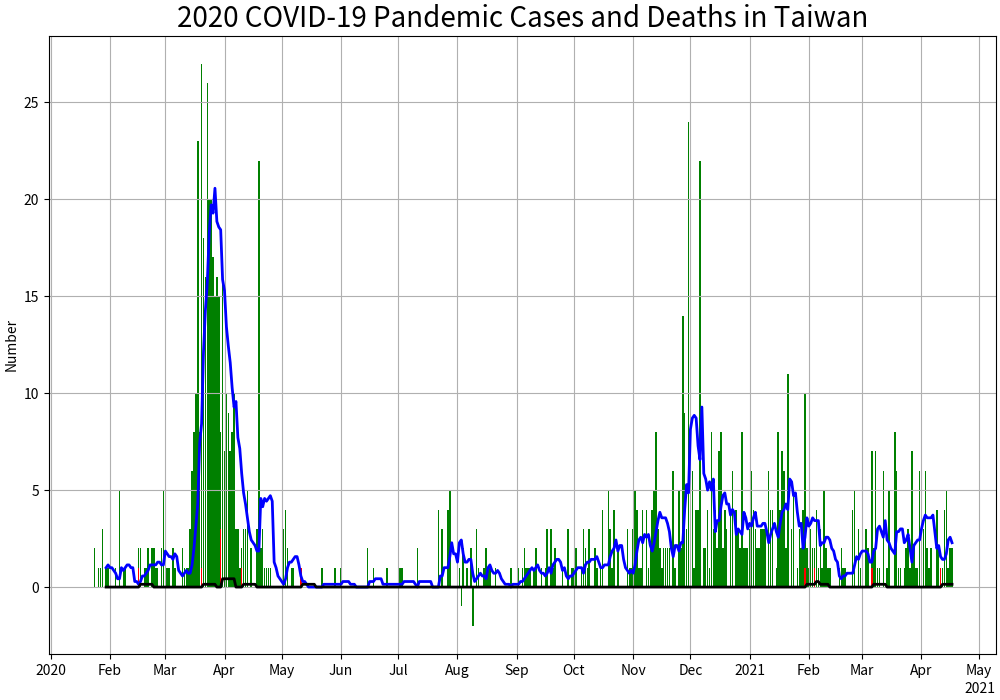 2020 COVID-19 Pandemic Cases and Deaths in Taiwan
Number
25
20
15
10
5
0
2020 Feb Mar Apr May Jun Jul Aug Sep Oct Nov Dec 2021 Feb Mar Apr May
2021